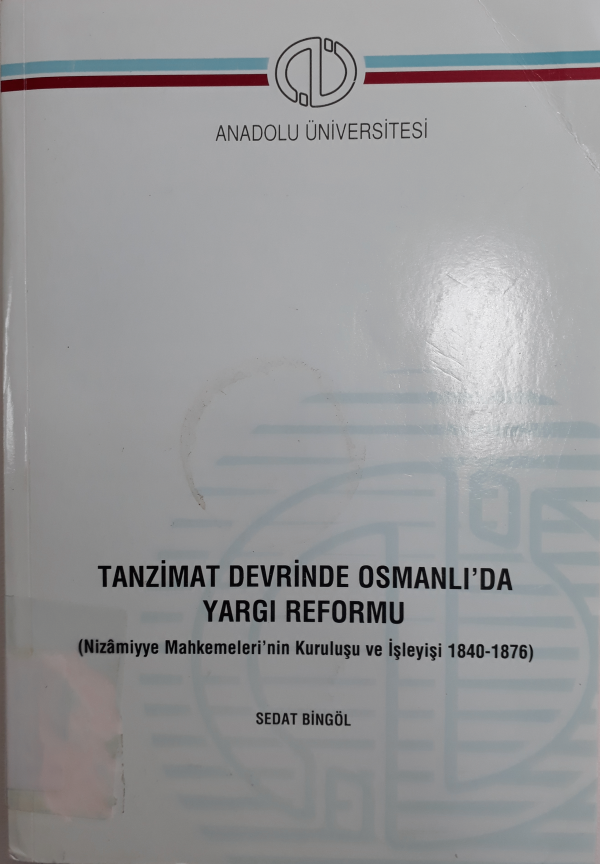 ANADOLU ÜNİVERSİTESİ
TANZİMAT DEVRİNDE OSMANLI'DA
YARGI REFORMU
(Nizâmiyye Mahkemeleri'nin Kuruluşu ve İşleyişi 1840-1876)
SEDAT BİNGÖL